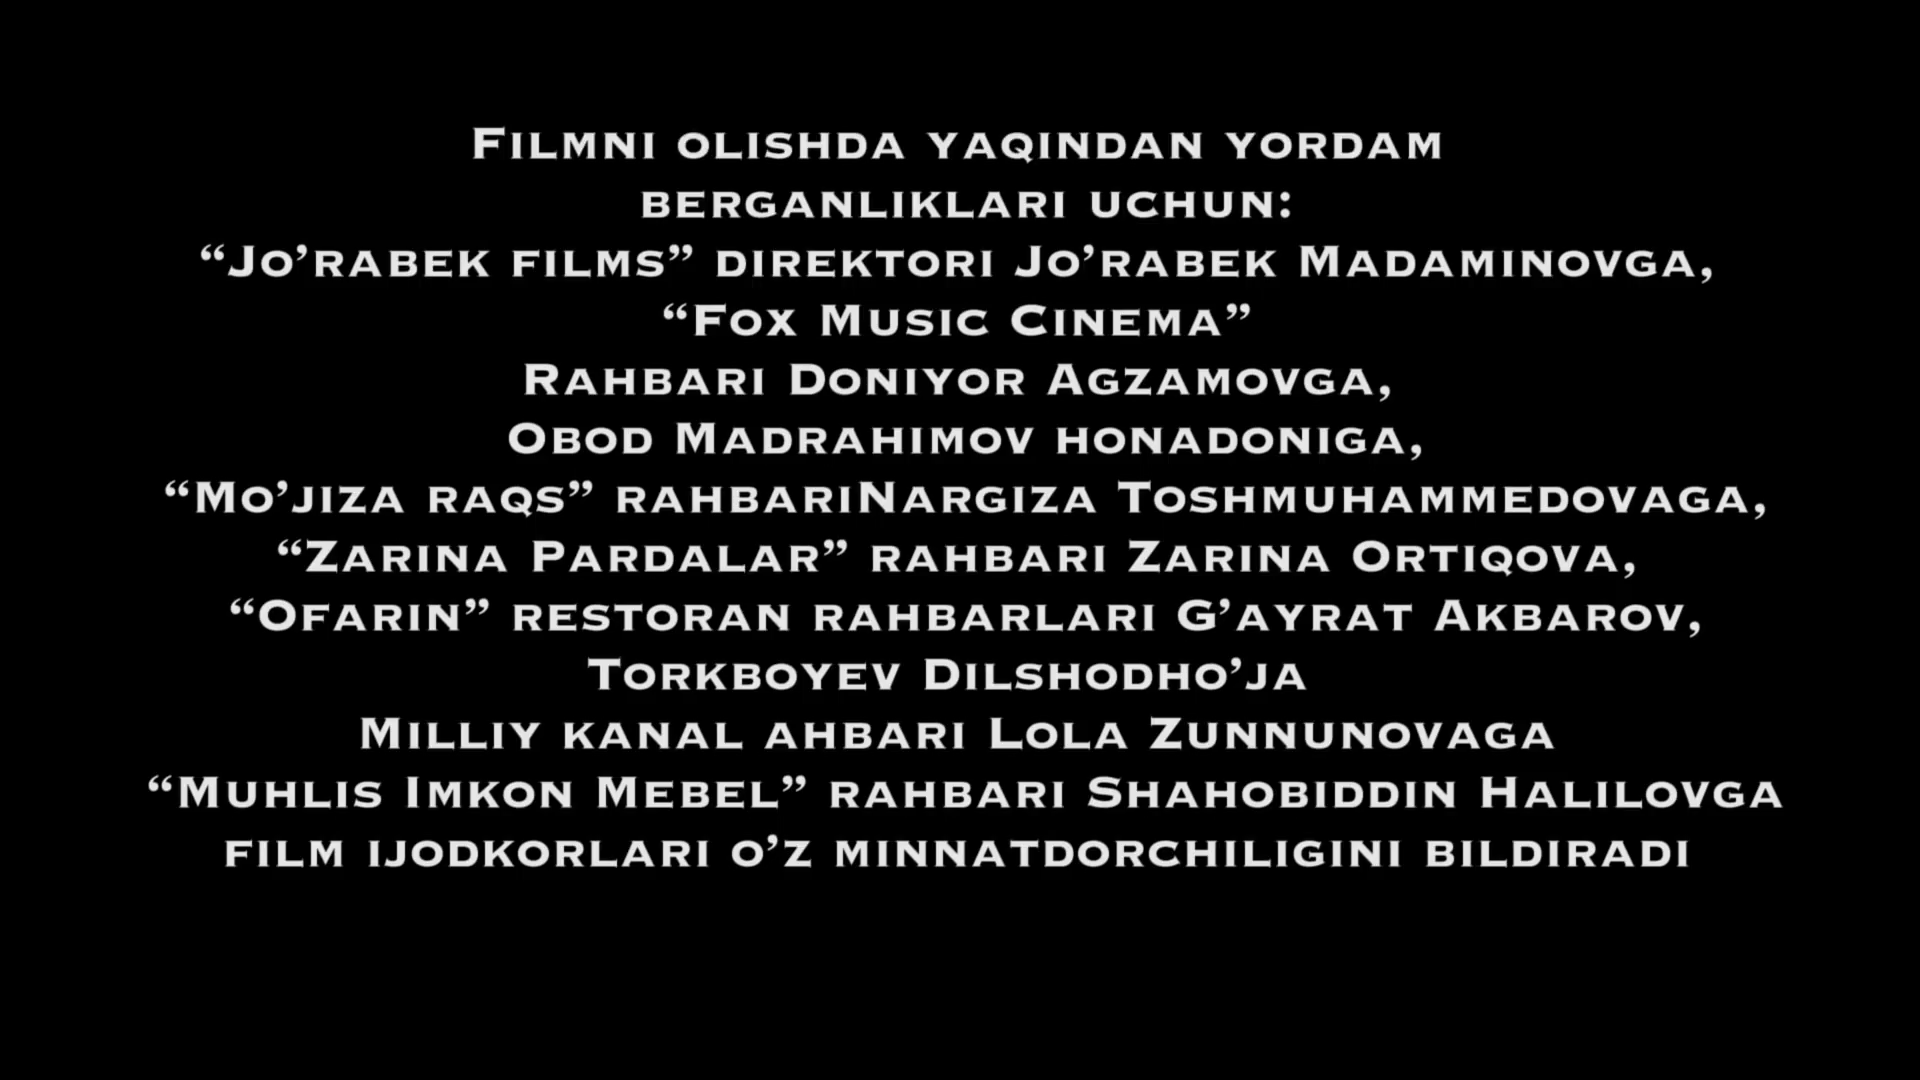 Filmni olishda yaqindan yordam
berganliklari uchun:
“Jo’rabek films” direktori Jo’rabek Madaminovga,
“Fox Music Cinema”
Rahbari Doniyor Agzamovga,
Obod Madrahimov honadoniga,
“Mo’jiza raqs” rahbariNargiza Toshmuhammedovaga,
“Zarina Pardalar” rahbari Zarina Ortiqova,
“Ofarin” restoran rahbarlari G’ayrat Akbarov,
Torkboyev Dilshodho’ja
Milliy kanal ahbari Lola Zunnunovaga
“Muhlis Imkon Mebel” rahbari Shahobiddin Halilovga
film ijodkorlari o’z minnatdorchiligini bildiradi